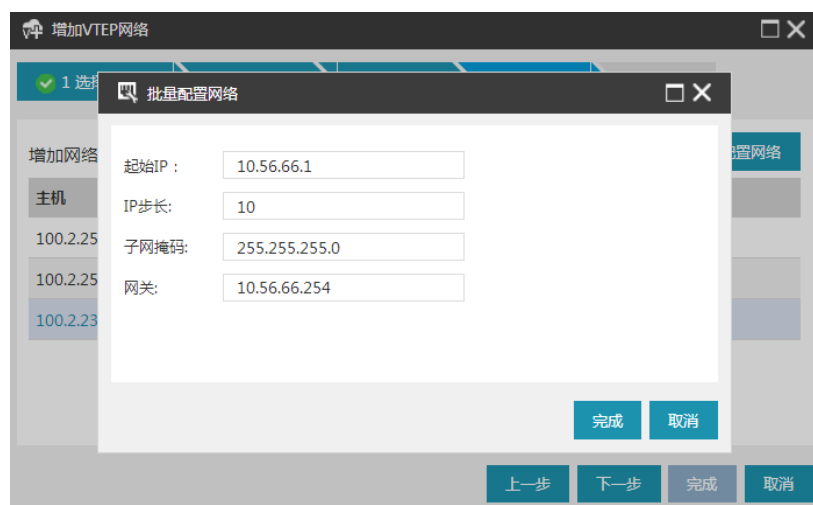 增加VTEP网络
1 选择
批量配置网络
增加网络
配置网络
起始IP：
10.56.66.1
主机
IP步长:
10
100.2.25
子网掩码:
255.255.255.0
100.2.25
网关:
10.56.66.254
100.2.23
完成
取消
上一步
下一步
完成
取消